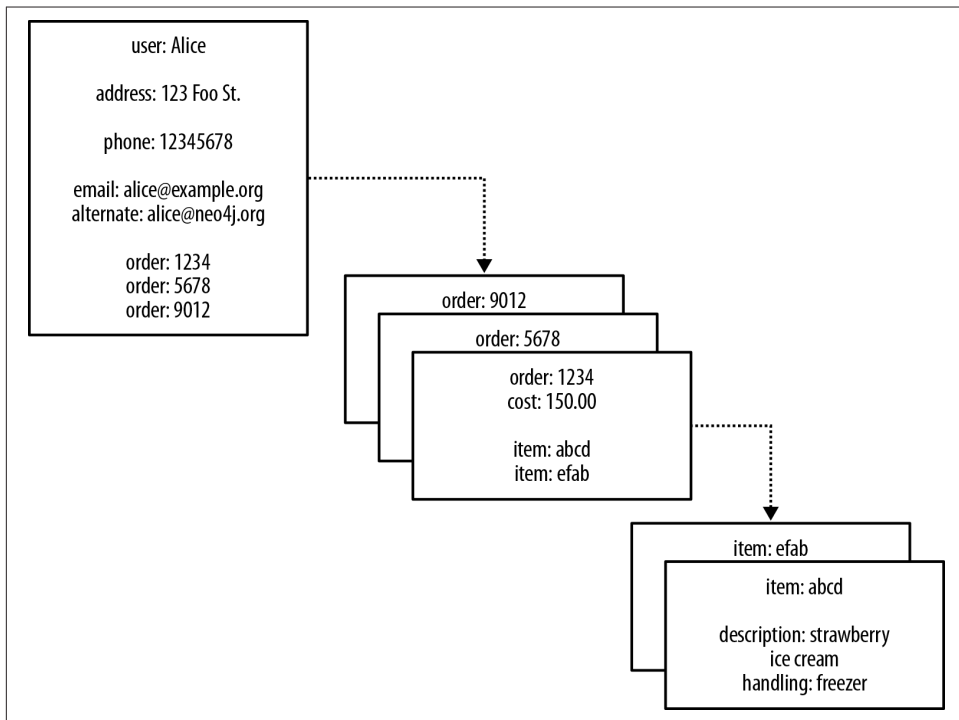 user: Alice
address: 123 Foo St.
phone: 12345678
email: alice@example.org
alternate: alice@neo4j.org
order: 1234
order: 5678
order: 9012
order: 9012
order: 5678
order: 1234
cost: 150.00
item: abcd
item: efab
item: efab
item: abcd
description: strawberry
ice cream
handling: freezer